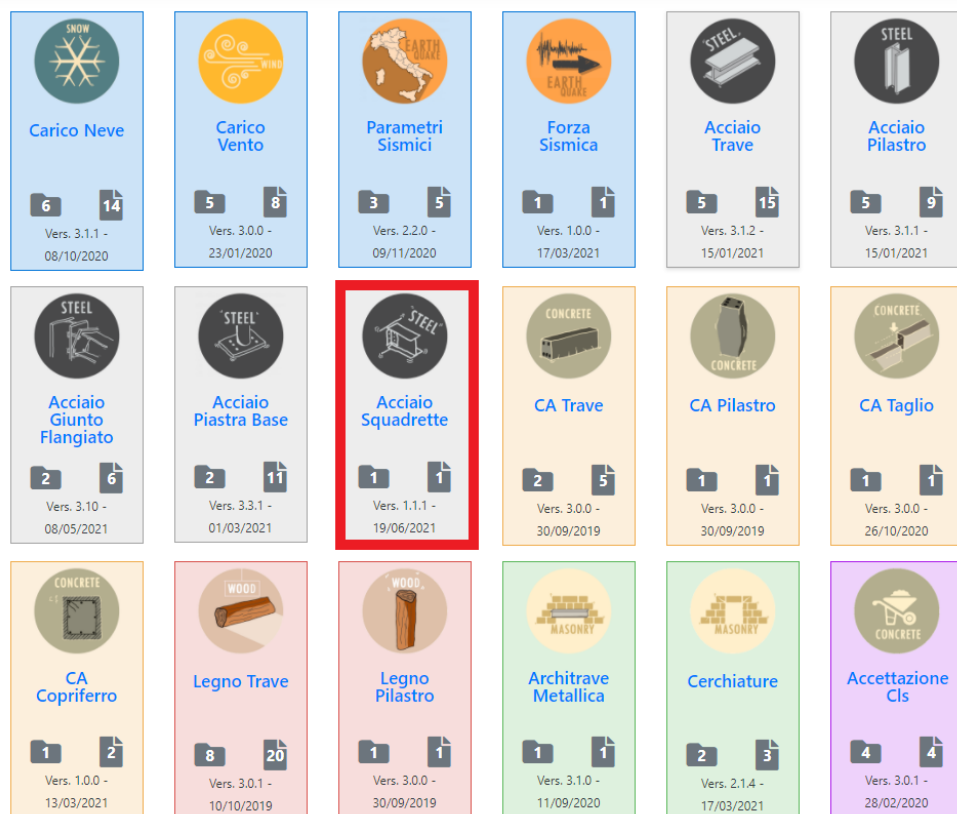 SNOW
Carico Neve
6 14
Vers. 3.1.1 -
08/10/2020
WIND
Carico
Vento
5 8
Vers. 3.0.0 -
23/01/2020
EARTH
QUAKE
Parametri
Sismici
3 5
Vers. 2.2.0 -
09/11/2020
EARTH
QUAKE
Forza
Sismica
1 1
Vers. 1.0.0 -
17/03/2021
"STEEL"
Acciaio
Trave
5 15
Vers. 3.1.2 -
15/01/2021
STEEL
Acciaio
Pilastro
5 9
Vers. 3.1.1 -
15/01/2021
STEEL
Acciaio
Giunto
Flangiato
2 6
Vers. 3.10 -
08/05/2021
"STEEL"
Acciaio
Piastra Base
2 11
Vers. 3.3.1 -
01/03/2021
"STEEL"
Acciaio
Squadrette
1 1
Vers. 1.1.1 -
19/06/2021
CONCRETE
CA Trave
2 5
Vers. 3.0.0 -
30/09/2019
CONCRETE
CA Pilastro
1 1
Vers. 3.0.0 -
30/09/2019
CONCRETE
CA Taglio
1 1
Vers. 3.0.0 -
26/10/2020
CONCRETE
CA
Copriferro
1 2
Vers. 1.0.0 -
13/03/2021
WOOD
Legno Trave
8 20
Vers. 3.0.1 -
10/10/2019
WOOD
Legno
Pilastro
1 1
Vers. 3.0.0 -
30/09/2019
MASONRY
Architrave
Metallica
1 1
Vers. 3.1.0 -
11/09/2020
MASONRY
Cerchiature
2 3
Vers. 2.1.4 -
17/03/2021
CONCRETE
Accettazione
Cls
4 4
Vers. 3.0.1 -
28/02/2020